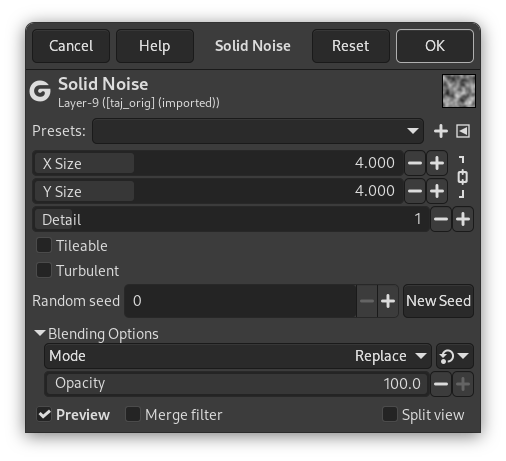 Cancel Help Solid Noise Reset OK
Solid Noise
Layer-9 ([taj_orig] (imported))
Presets:
X Size 4.000
Y Size 4.000
Detail 1
Tileable
Turbulent
Random seed 0 New Seed
Blending Options
Mode Replace
Opacity 100.0
Preview Merge filter Split view